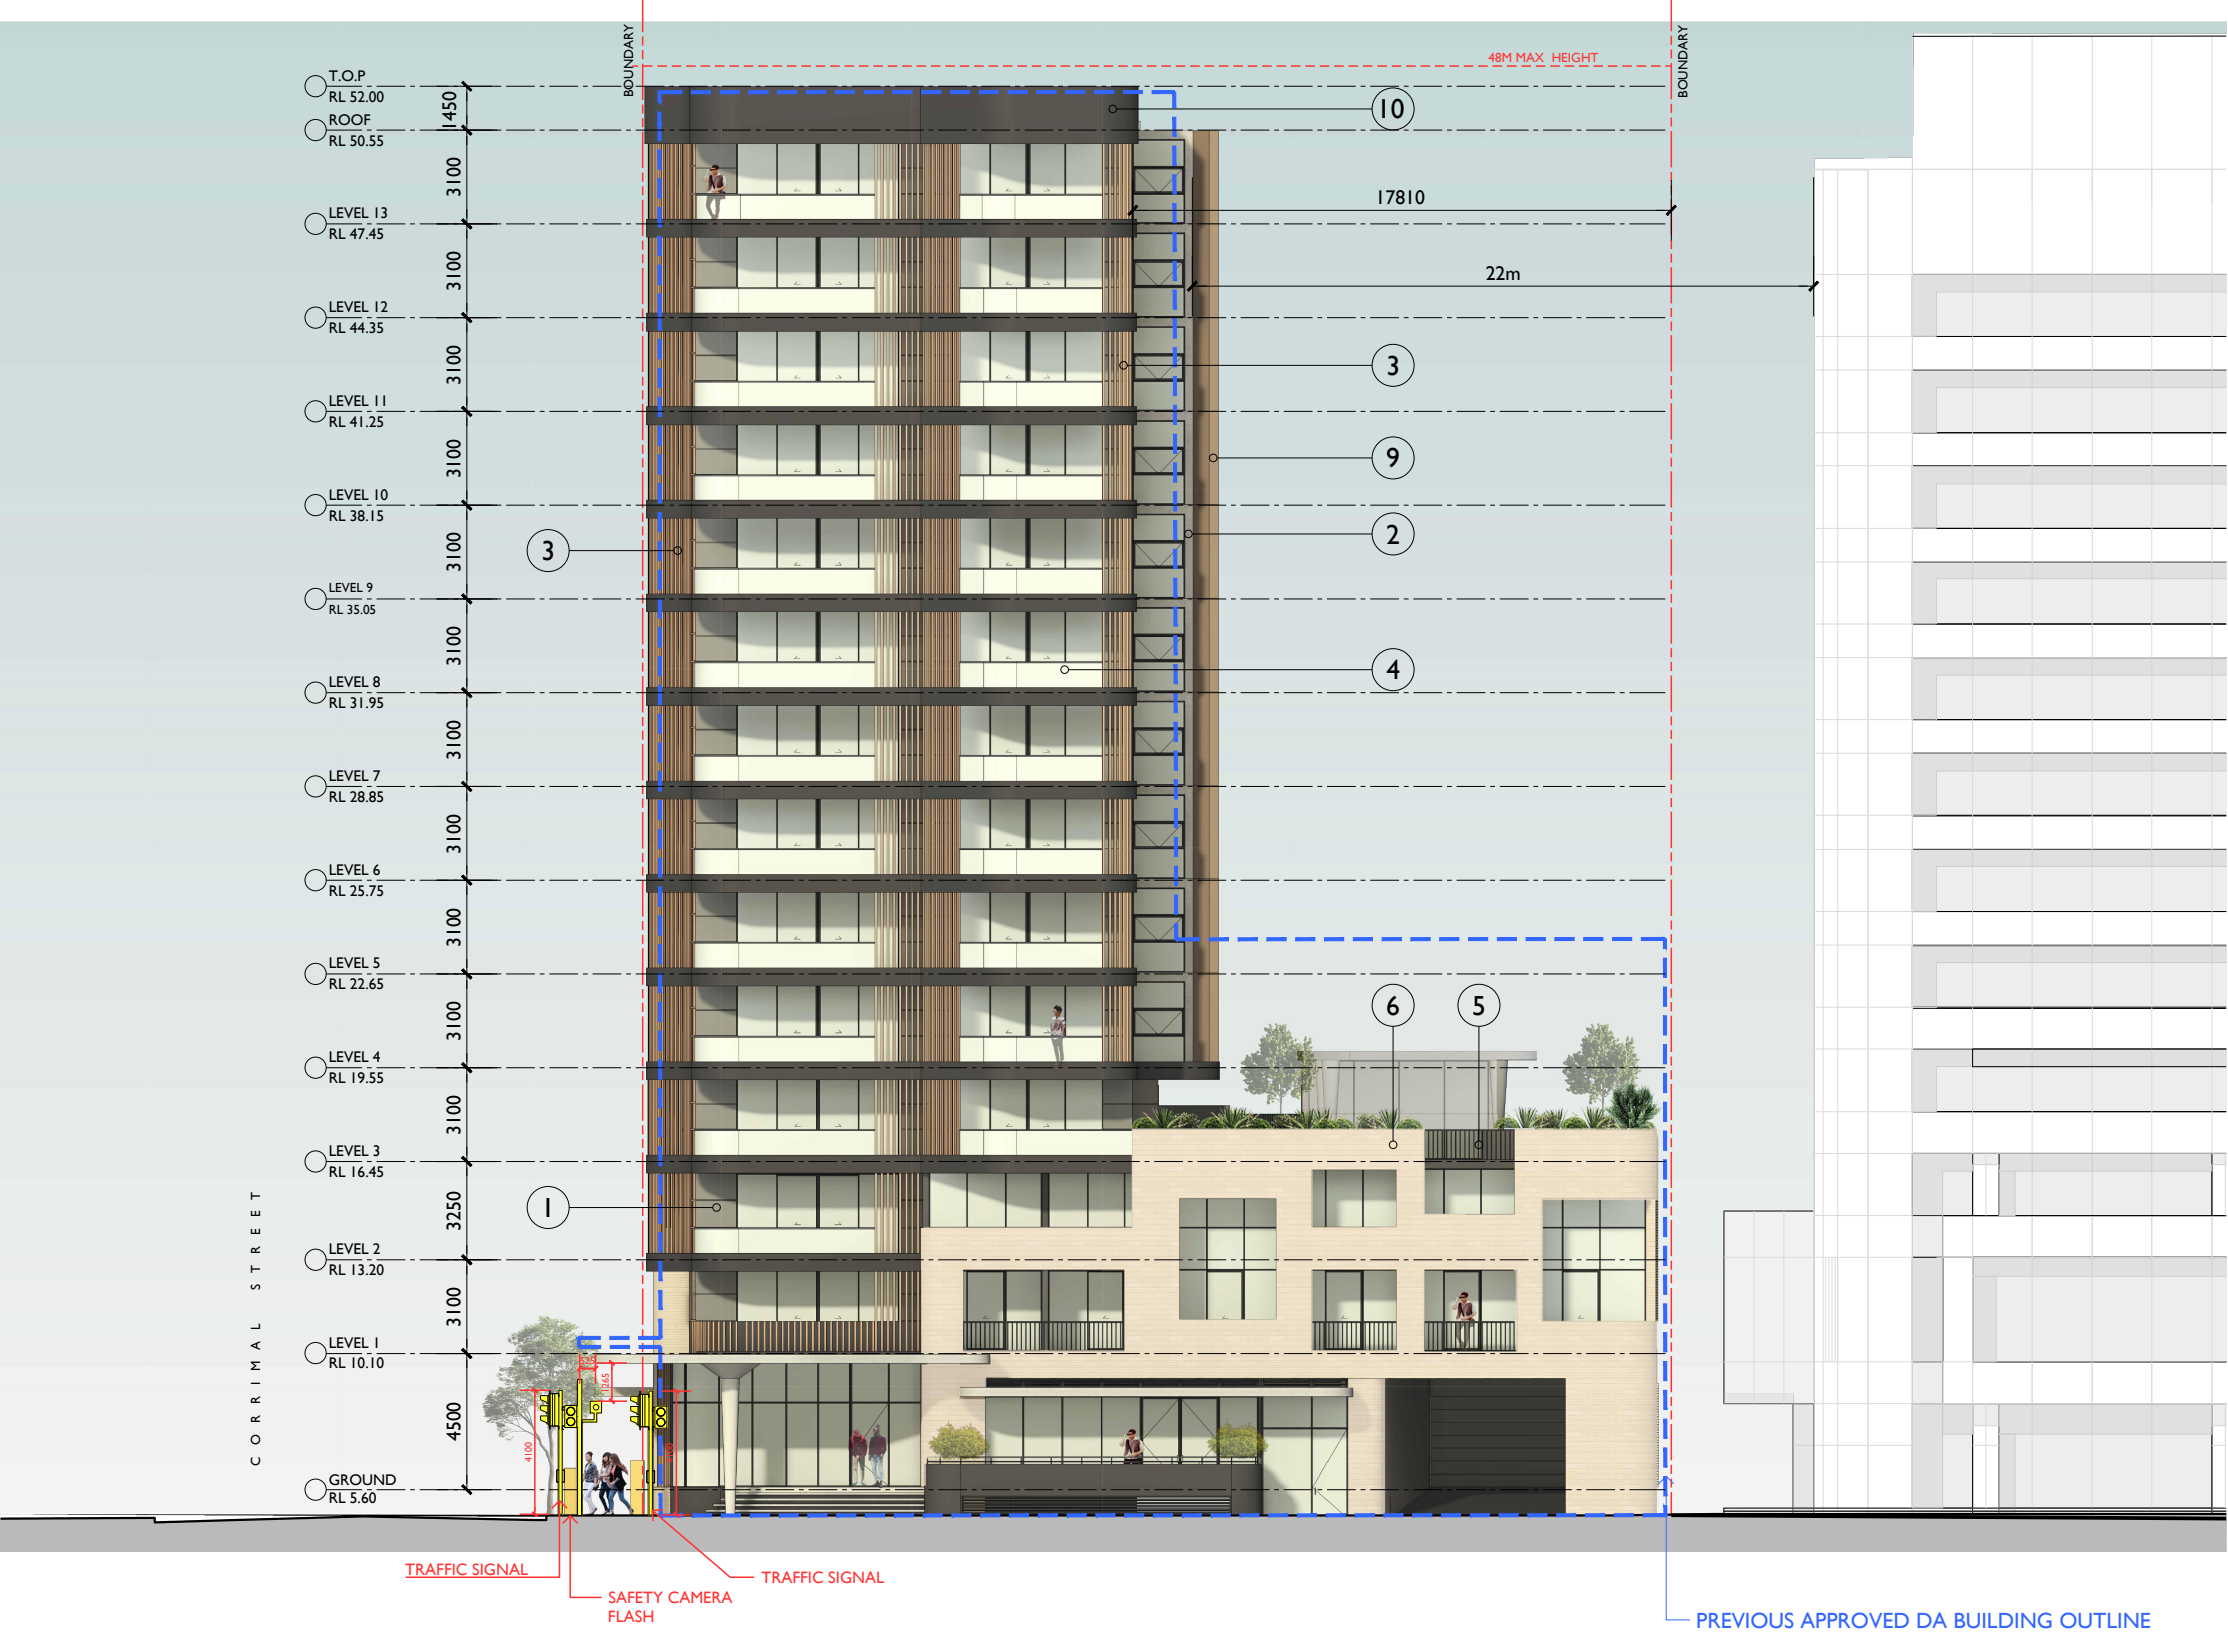 BOUNDARY
BOUNDARY
48M MAX HEIGHT
T.O.P
RL 52.00
1450
ROOF
RL 50.55
10
3100
17810
LEVEL 13
RL 47.45
3100
22m
LEVEL 12
RL 44.35
3100
3
LEVEL 11
RL 41.25
3100
9
LEVEL 10
RL 38.15
3100
3
2
LEVEL 9
RL 35.05
3100
4
LEVEL 8
RL 31.95
3100
LEVEL 7
RL 28.85
3100
LEVEL 6
RL 25.75
3100
LEVEL 5
RL 22.65
3100
6
5
LEVEL 4
RL 19.55
3100
LEVEL 3
RL 16.45
3250
1
LEVEL 2
RL 13.20
3100
LEVEL 1
RL 10.10
1265
4500
4100
GROUND
RL 5.60
CORRIMAL STREET
TRAFFIC SIGNAL
TRAFFIC SIGNAL
SAFETY CAMERA
FLASH
PREVIOUS APPROVED DA BUILDING OUTLINE